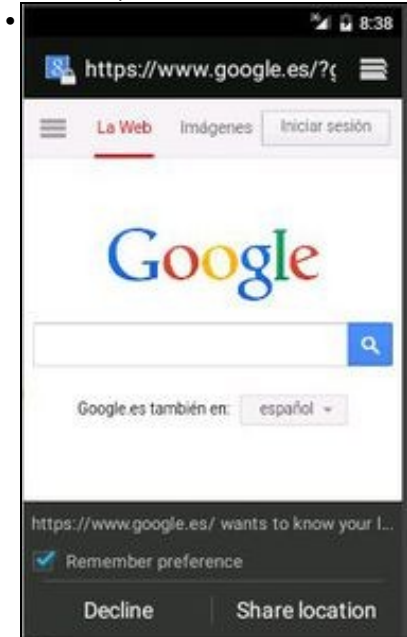 8:38
https://www.google.es/?g
La Web Imágenes Iniciar sesión
Google
Google.es también en: español
https://www.google.es/ wants to know your l...
Remember preference
Decline Share location